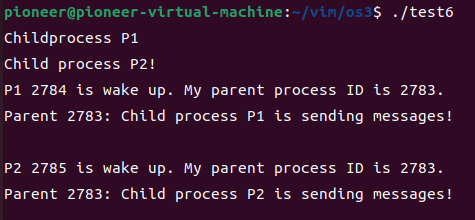 pioneer@pioneer-virtual-machine:~/vim/os3$ ./test6
Childprocess P1
Child process P2!
P1 2784 is wake up. My parent process ID is 2783.
Parent 2783: Child process P1 is sending messages!
P2 2785 is wake up. My parent process ID is 2783.
Parent 2783: Child process P2 is sending messages!